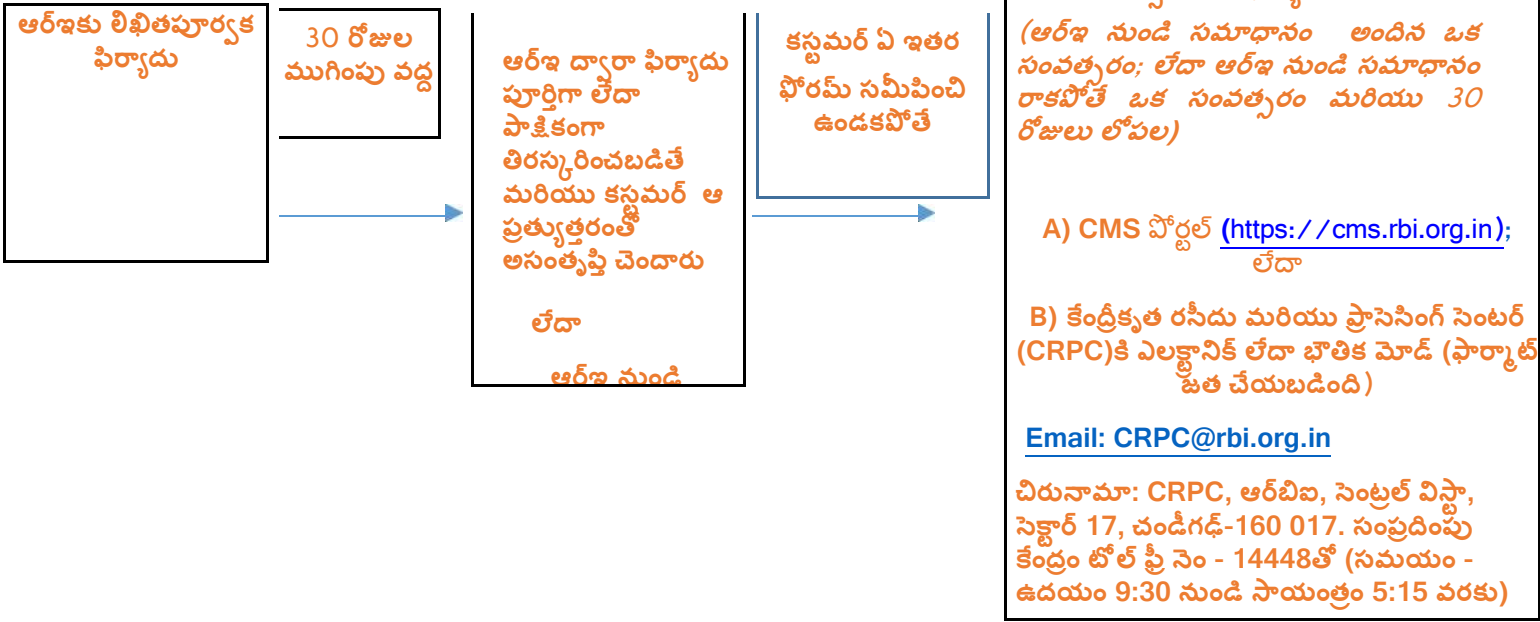 ఆర్ఇకు లిఖితపూర్వక
ఫిర్యాదు
30 రోజుల
ముగింపు వద్ద
ఆర్ఇ ద్వారా ఫిర్యాదు
పూర్తిగా లేదా
పాక్షికంగా
తిరస్కరించబడితే
మరియు కస్టమర్ ఆ
ప్రత్యుత్తరంతో
అసంతృప్తి చెందారు
లేదా
ఆర్ఇ నుండి
కస్టమర్ ఏ ఇతర
ఫోరమ్ సమీపించి
ఉండకపోతే
(ఆర్ఇ నుండి సమాధానం అందిన ఒక
సంవత్సరం; లేదా ఆర్ఇ నుండి సమాధానం
రాకపోతే ఒక సంవత్సరం మరియు 30
రోజులు లోపల)
A) CMS పోర్టల్ (https://cms.rbi.org.in);
లేదా
B) కేంద్రీకృత రసీదు మరియు ప్రాసెసింగ్ సెంటర్
(CRPC)కి ఎలక్ట్రానిక్ లేదా భౌతిక మోడ్ (ఫార్మాట్
జత చేయబడింది)
Email: CRPC@rbi.org.in
చిరునామా: CRPC, ఆర్‌బిఐ, సెంట్రల్ విస్టా,
సెక్టార్ 17, చండీగఢ్-160 017. సంప్రదింపు
కేంద్రం టోల్ ఫ్రీ నెం - 14448తో (సమయం -
ఉదయం 9:30 నుండి సాయంత్రం 5:15 వరకు)